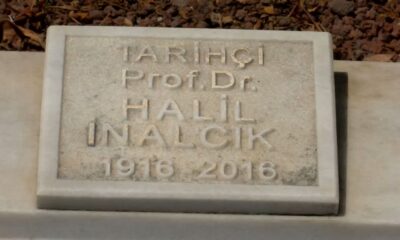 TARİHÇİ
Prof. Dr.
HALİL
İNALCIK
1916 2016